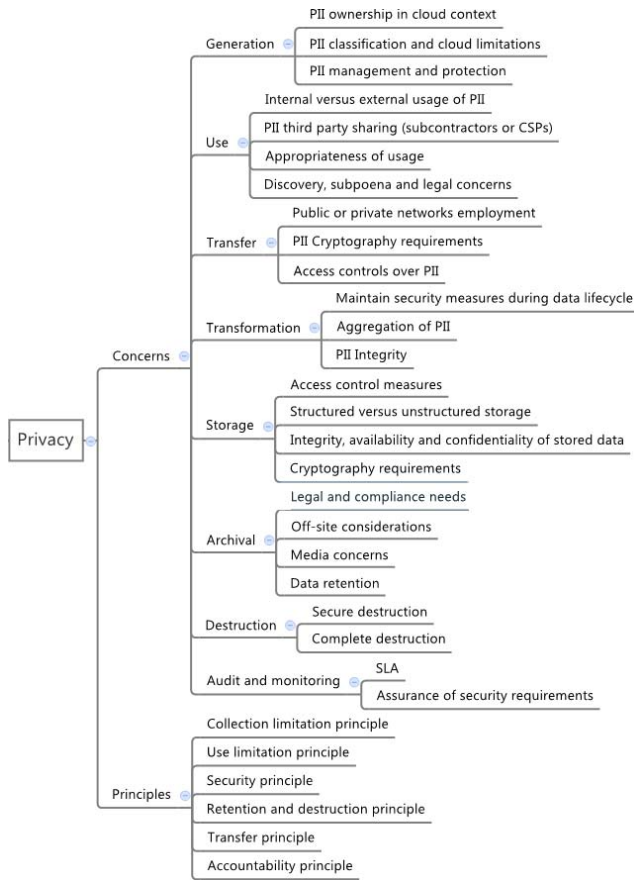 Privacy
Concerns
Generation
PII ownership in cloud context
PII classification and cloud limitations
PII management and protection
Use
Internal versus external usage of PII
PII third party sharing (subcontractors or CSPs)
Appropriateness of usage
Discovery, subpoena and legal concerns
Transfer
Public or private networks employment
PII Cryptography requirements
Access controls over PII
Transformation
Maintain security measures during data lifecycle
Aggregation of PII
PII Integrity
Storage
Access control measures
Structured versus unstructured storage
Integrity, availability and confidentiality of stored data
Cryptography requirements
Archival
Legal and compliance needs
Off-site considerations
Media concerns
Data retention
Destruction
Secure destruction
Complete destruction
Audit and monitoring
SLA
Assurance of security requirements
Principles
Collection limitation principle
Use limitation principle
Security principle
Retention and destruction principle
Transfer principle
Accountability principle